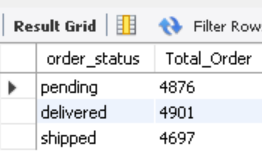 Result Grid Filter Row
order_status Total_Order
pending 4876
delivered 4901
shipped 4697